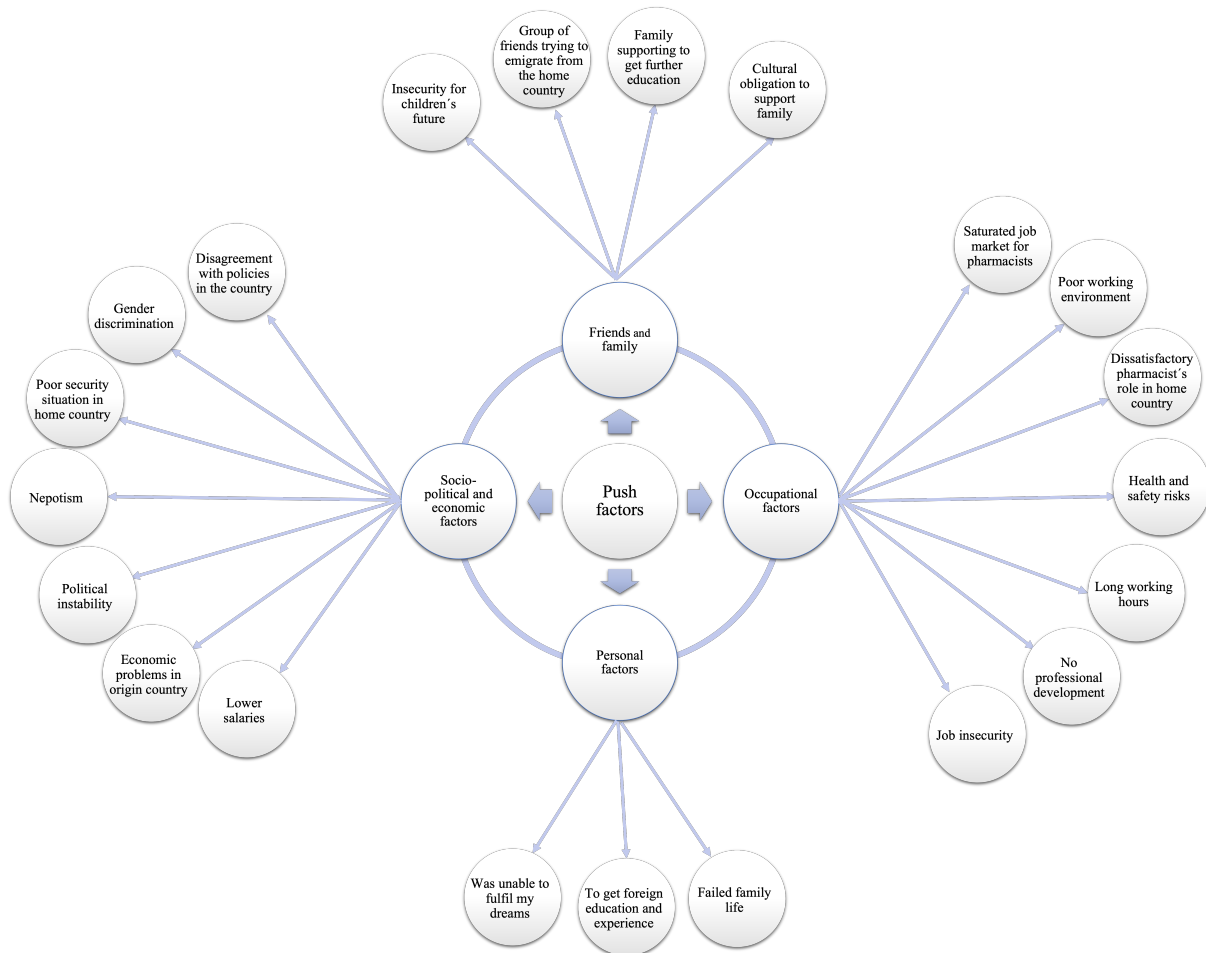 Group of
friends trying to
emigrate from
the home
country
Family
supporting to
get further
education
Cultural
obligation to
support
family
Insecurity for
children´s
future
Saturated job
market for
pharmacists
Disagreement
with policies
in the country
Poor working
environment
Gender
discrimination
Friends and
family
Dissatisfactory
pharmacist´s
role in home
country
Poor security
situation in
home country
Nepotism
Socio-
political and
economic
factors
Push
factors
Occupational
factors
Health and
safety risks
Political
instability
Long working
hours
Economic
problems in
origin country
Personal
factors
No
professional
development
Lower
salaries
Job insecurity
Was unable to
fulfil my
dreams
To get foreign
education and
experience
Failed family
life